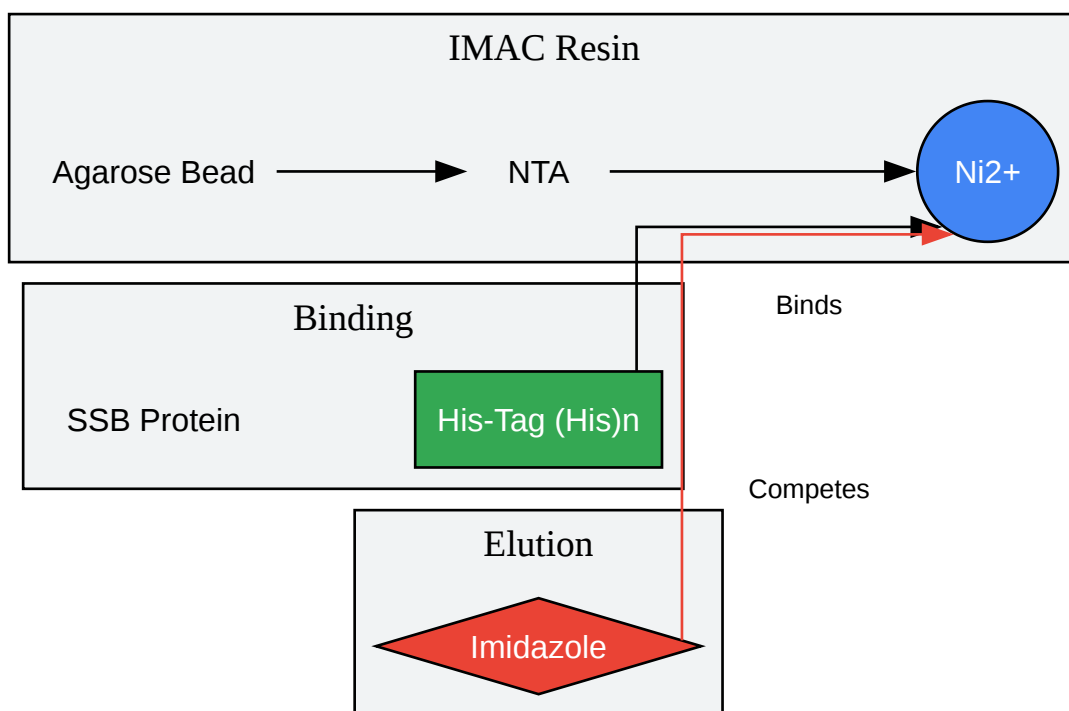 IMAC Resin
Agarose Bead
NTA
Ni2+
Binds
Binding
SSB Protein
His-Tag (His)n
Competes
Elution
Imidazole